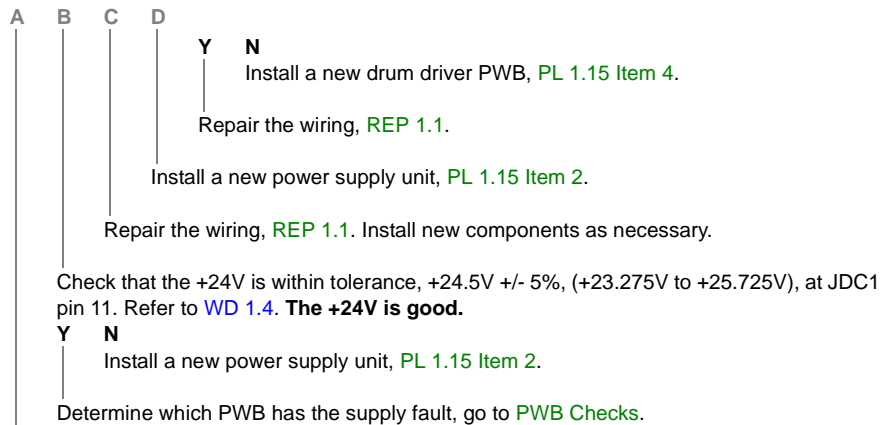 A B C D
Y N
Install a new drum driver PWB, PL 1.15 Item 4.
Repair the wiring, REP 1.1.
Install a new power supply unit, PL 1.15 Item 2.
Repair the wiring, REP 1.1. Install new components as necessary.
Check that the +24V is within tolerance, +24.5V +/- 5%, (+23.275V to +25.725V), at JDC1
pin 11. Refer to WD 1.4. The +24V is good.
Y N
Install a new power supply unit, PL 1.15 Item 2.
Determine which PWB has the supply fault, go to PWB Checks.